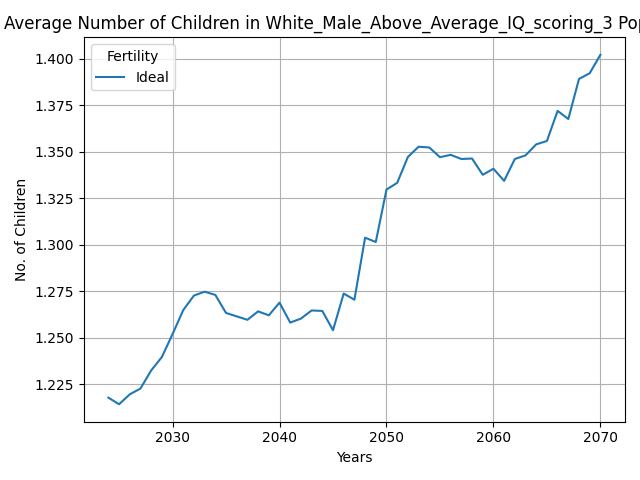 Average Number of Children in White_Male_Above_Average_IQ_scoring_3 Po
Fertility
Ideal
No. of Children
1.400
1.375
1.350
1.325
1.300
1.275
1.250
1.225
2030 2040 2050 2060 2070
Years